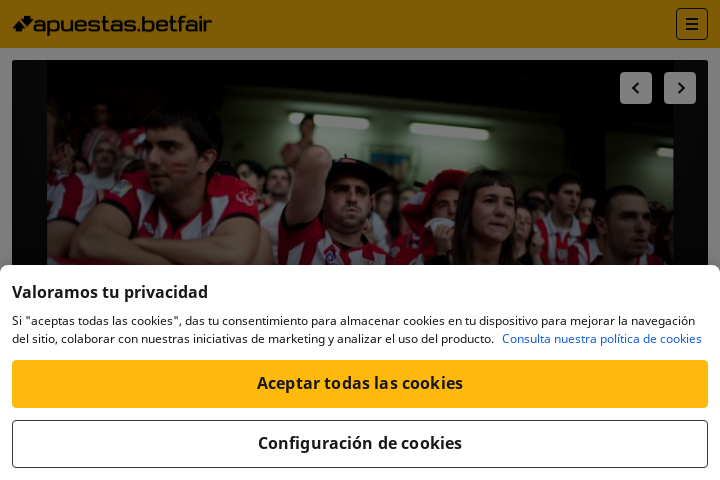 apuestas.betfair
Valoramos tu privacidad
Si "aceptas todas las cookies", das tu consentimiento para almacenar cookies en tu dispositivo para mejorar la navegación
del sitio, colaborar con nuestras iniciativas de marketing y analizar el uso del producto. Consulta nuestra política de cookies
Aceptar todas las cookies
Configuración de cookies